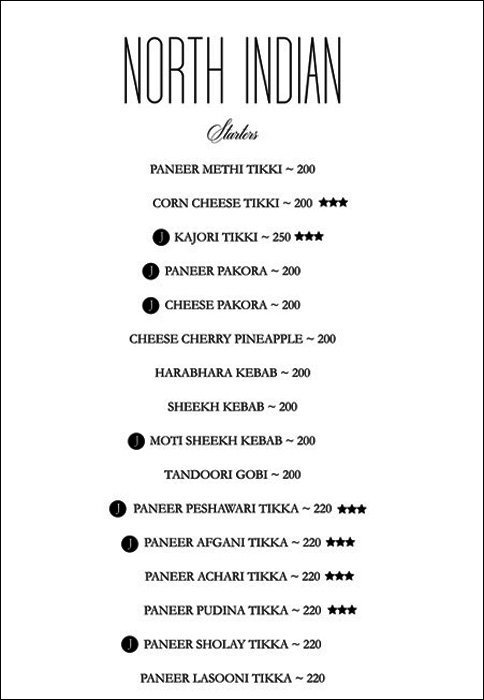 NORTH INDIAN
Starters
PANEER METHI TIKKI ~ 200
CORN CHEESE TIKKI ~ 200 ★★★
J KAJORI TIKKI ~ 250 ★★★
J PANEER PAKORA ~ 200
J CHEESE PAKORA ~ 200
CHEESE CHERRY PINEAPPLE ~ 200
HARABHARA KEBAB ~ 200
SHEEKH KEBAB ~ 200
J MOTI SHEEKH KEBAB ~ 200
TANDOORI GOBI ~ 200
J PANEER PESHAWARI TIKKA ~ 220 ★★★
J PANEER AFGANI TIKKA ~ 220 ★★★
PANEER ACHARI TIKKA ~ 220 ★★★
PANEER PUDINA TIKKA ~ 220 ★★★
J PANEER SHOLAY TIKKA ~ 220
PANEER LASOONI TIKKA ~ 220